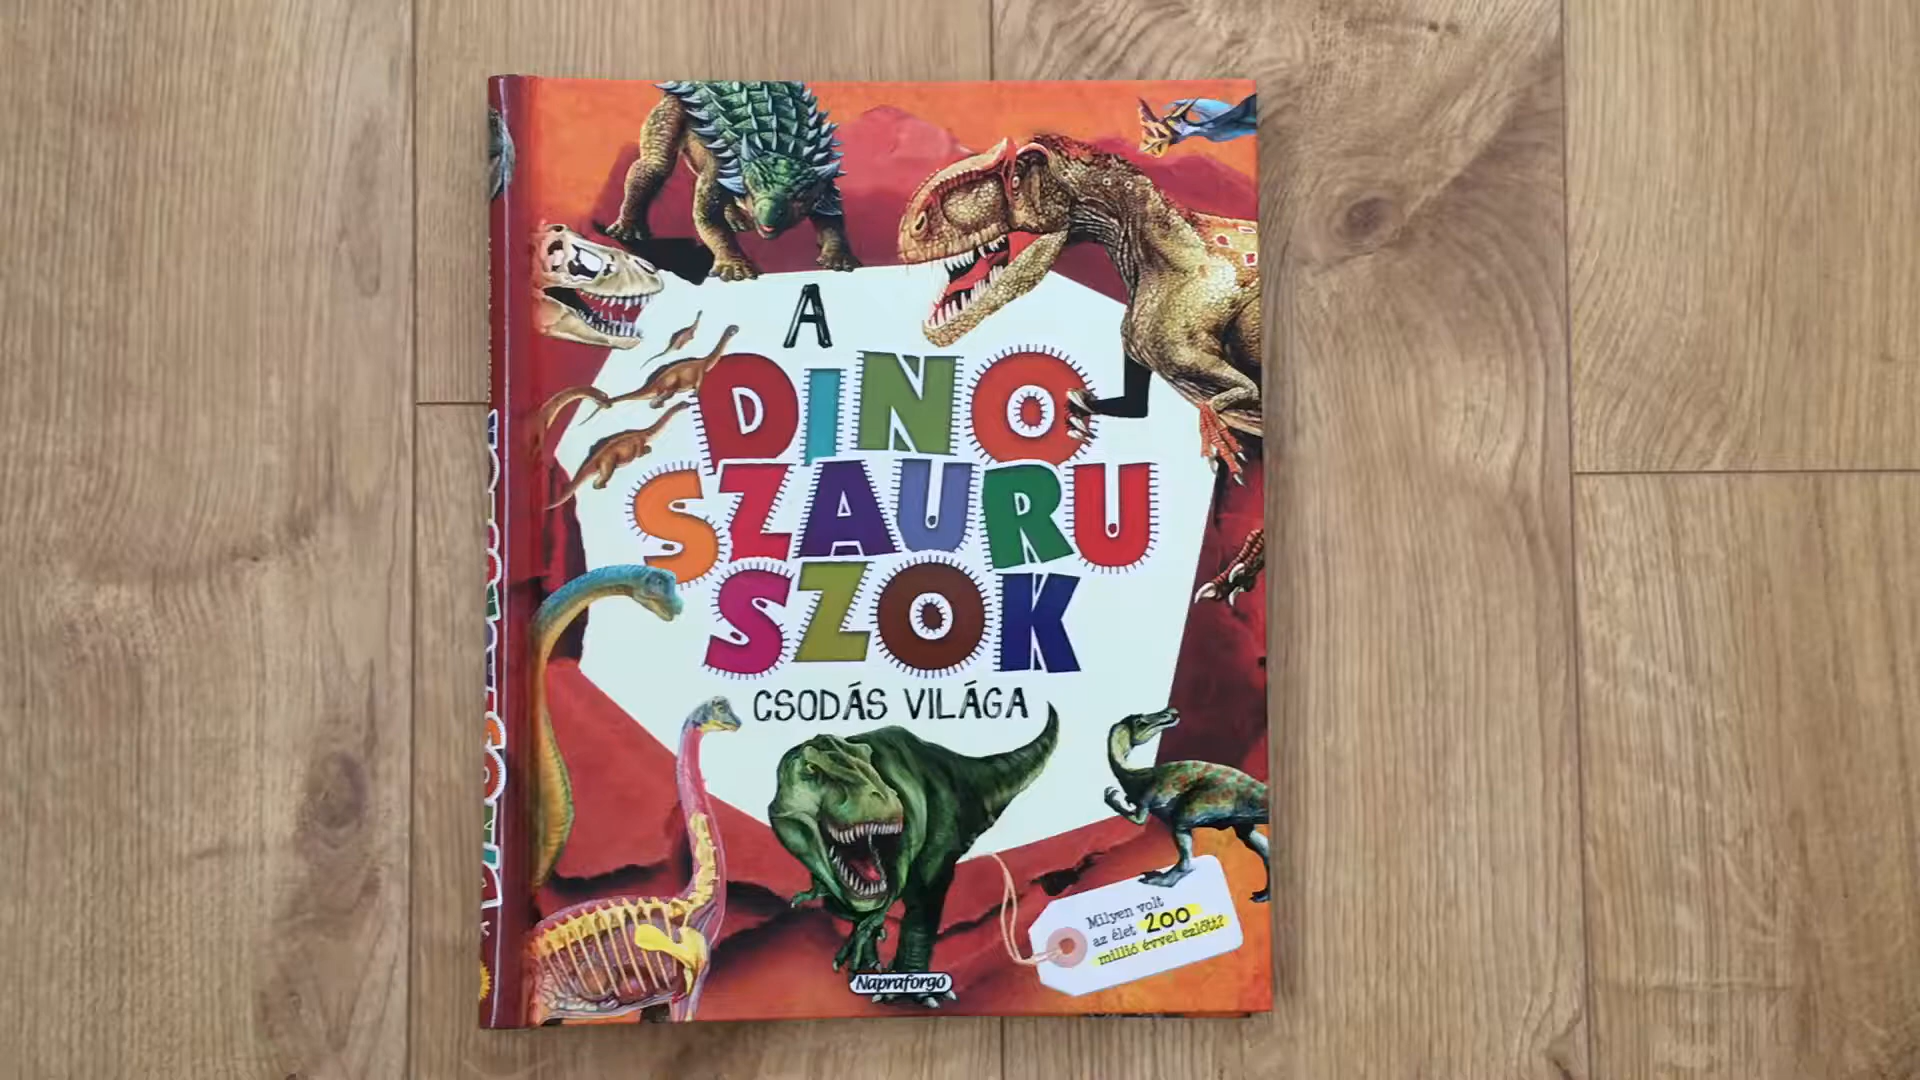 A
DINO
SZAURU
SZOK
CSODÁS VILÁGA
Milyen volt
az élet 200
millió évvel ezelőtt?
Napraforgó